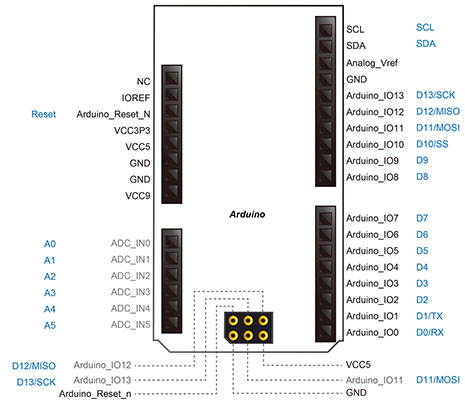 SCL SCL
SDA SDA
Analog_Vref
NC GND
IOREF Arduino_IO13 D13/SCK
Reset Arduino_Reset_N Arduino_IO12 D12/MISO
VCC3P3 Arduino_IO11 D11/MOSI
VCC5 Arduino_IO10 D10/SS
GND Arduino_IO9 D9
GND Arduino_IO8 D8
VCC9
Arduino
Arduino_IO7 D7
Arduino_IO6 D6
A0 ADC_IN0 Arduino_IO5 D5
A1 ADC_IN1 Arduino_IO4 D4
A2 ADC_IN2 Arduino_IO3 D3
A3 ADC_IN3 Arduino_IO2 D2
A4 ADC_IN4 Arduino_IO1 D1/TX
A5 ADC_IN5 Arduino_IO0 D0/RX
D12/MISO Arduino_IO12 VCC5
D13/SCK Arduino_IO13 Arduino_IO11 D11/MOSI
Arduino_Reset_n GND